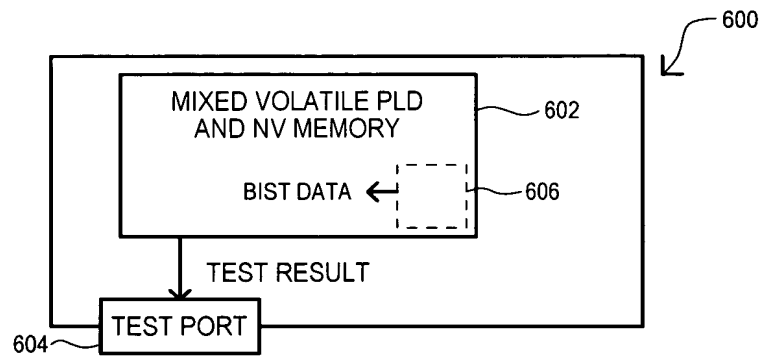 600
MIXED VOLATILE PLD
AND NV MEMORY
602
BIST DATA
606
TEST RESULT
TEST PORT
604